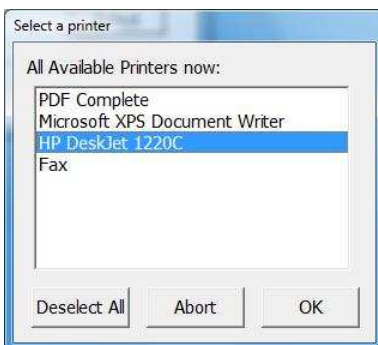 Select a printer
All Available Printers now:
PDF Complete
Microsoft XPS Document Writer
HP DeskJet 1220C
Fax
Deselect All Abort OK